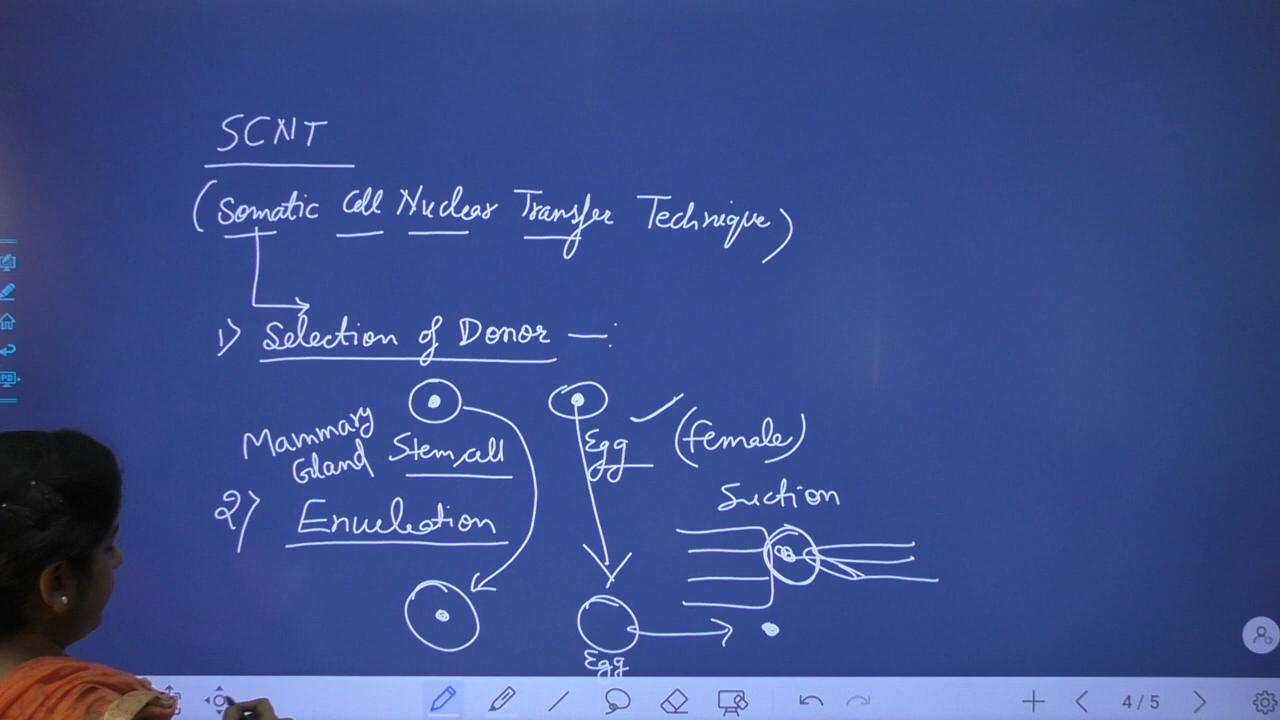 SCNT
(Somatic Cell Nuclear Transfer Technique)
1) Selection of Donor —:
Mammary Gland
Stem cell
Egg
(female)
2) Enucleation
Suction
Egg
4/5